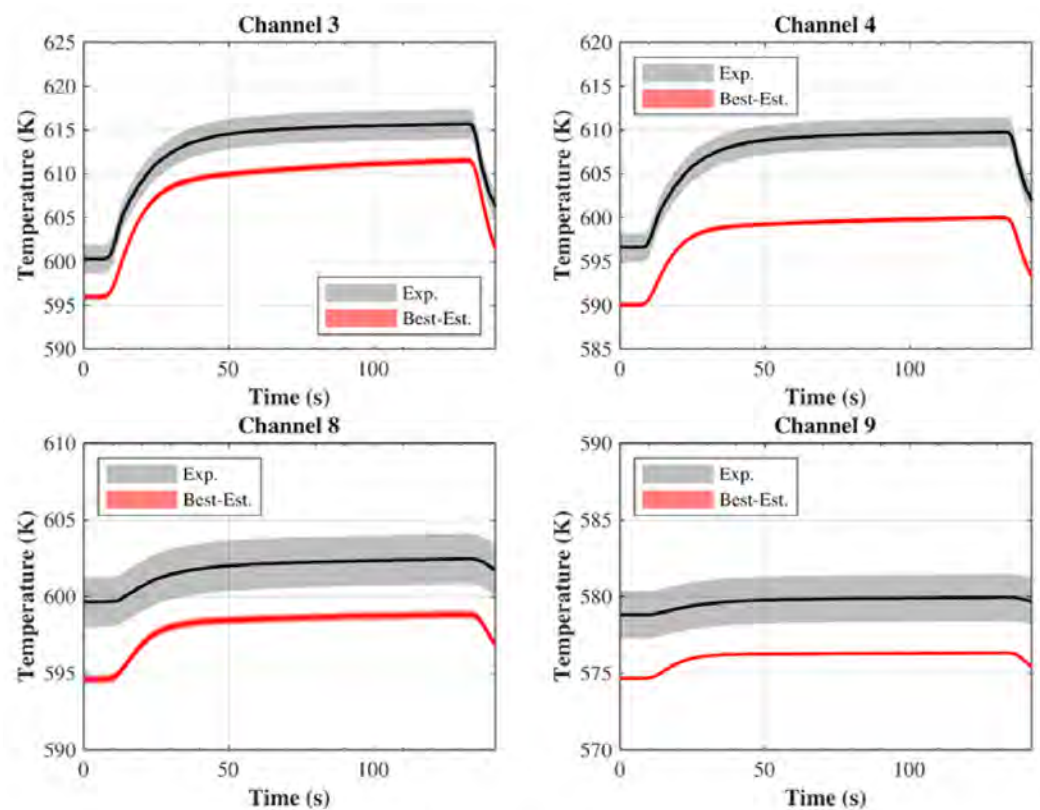 Channel 3
625
620
615
610
605
600
595
590
Temperature (K)
Exp.
Best-Est.
0
50
100
Time (s)
Channel 4
620
615
610
605
600
595
590
585
Temperature (K)
Exp.
Best-Est.
0
50
100
Time (s)
Channel 8
610
605
600
595
590
Temperature (K)
Exp.
Best-Est.
0
50
100
Time (s)
Channel 9
590
585
580
575
570
Temperature (K)
Exp.
Best-Est.
0
50
100
Time (s)